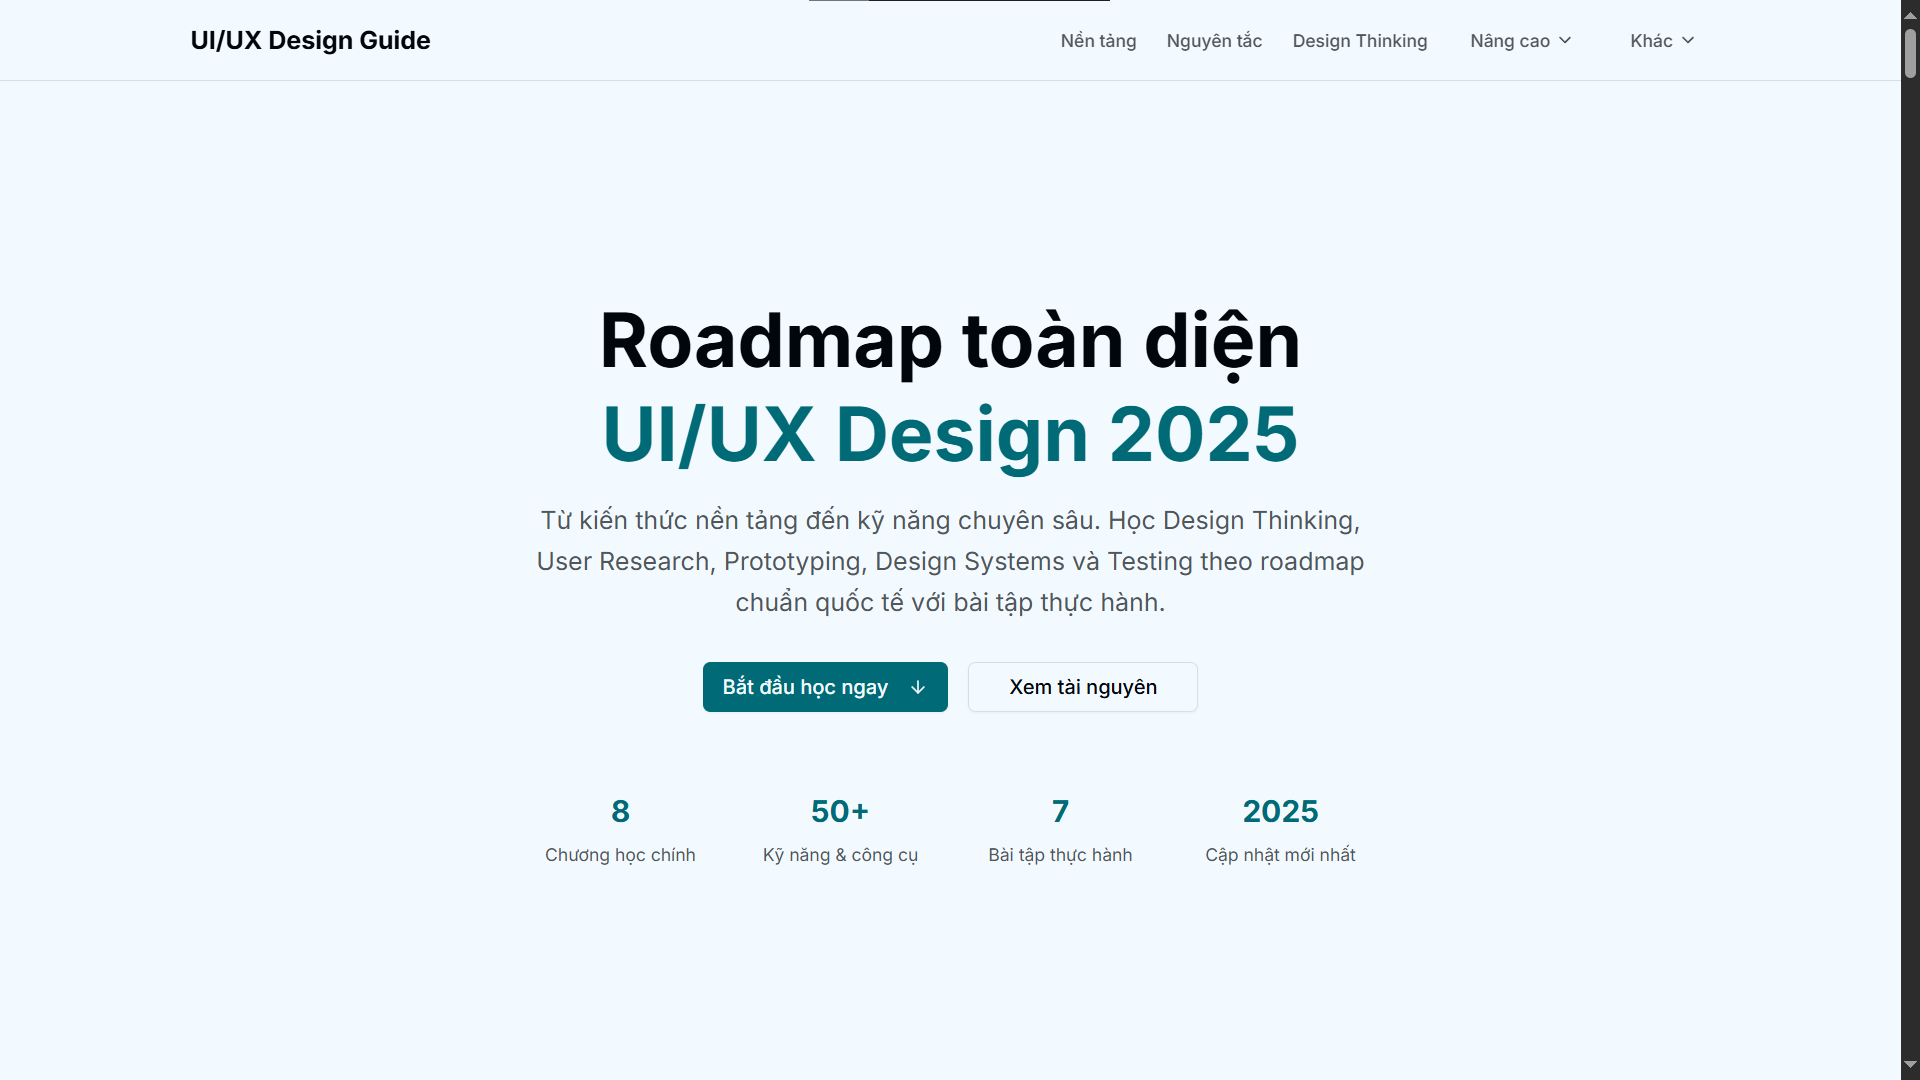 UI/UX Design Guide
Nền tảng
Nguyên tắc
Design Thinking
Nâng cao
Khác
Roadmap toàn diện
UI/UX Design 2025
Từ kiến thức nền tảng đến kỹ năng chuyên sâu. Học Design Thinking,
User Research, Prototyping, Design Systems và Testing theo roadmap
chuẩn quốc tế với bài tập thực hành.
Bắt đầu học ngay
Xem tài nguyên
8
Chương học chính
50+
Kỹ năng & công cụ
7
Bài tập thực hành
2025
Cập nhật mới nhất